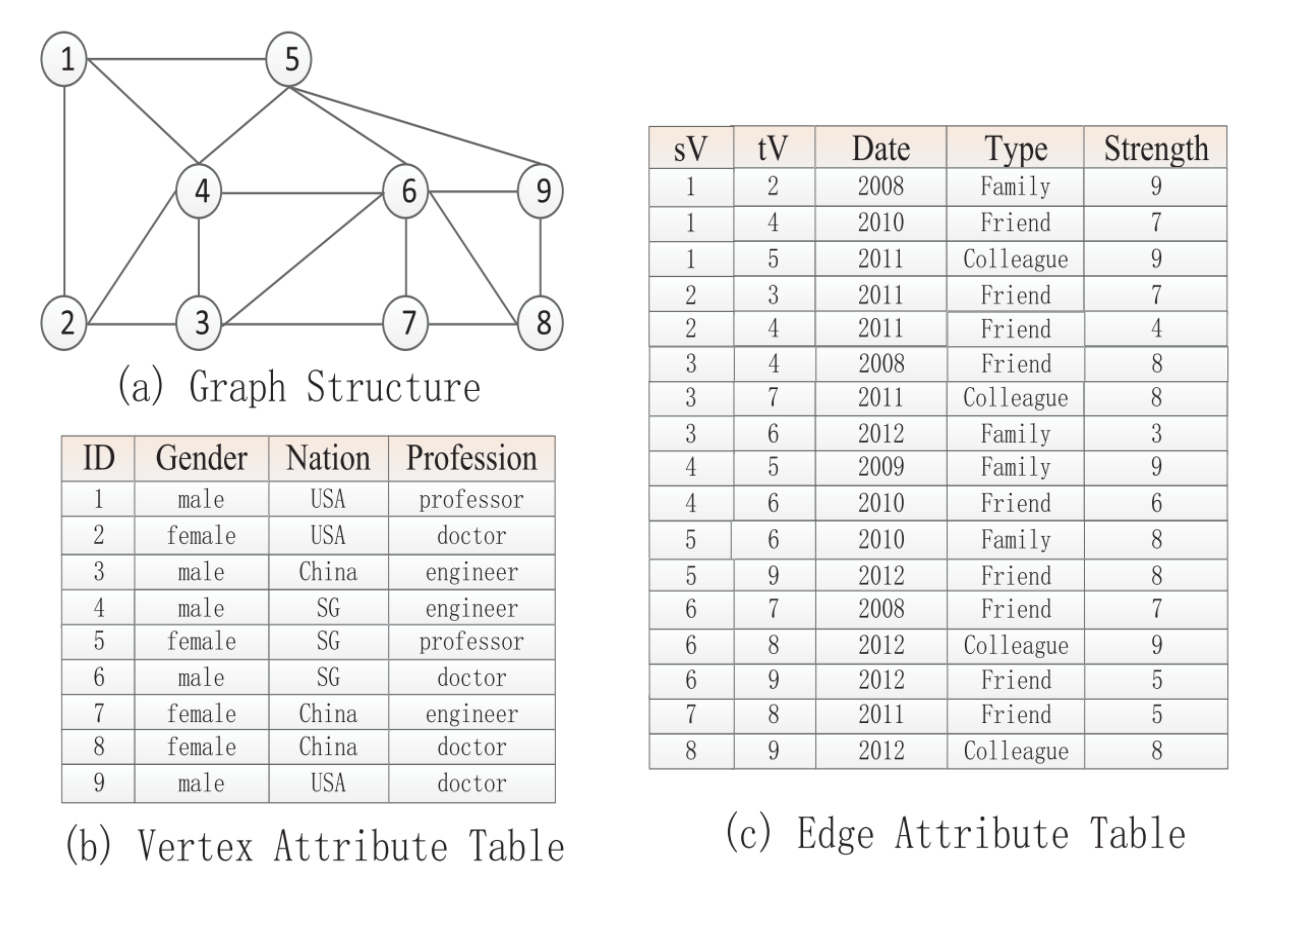 1 5
4 6 9
2 3 7 8
(a) Graph Structure
ID Gender Nation Profession
1 male USA professor
2 female USA doctor
3 male China engineer
4 male SG engineer
5 female SG professor
6 male SG doctor
7 female China engineer
8 female China doctor
9 male USA doctor
(b) Vertex Attribute Table
sV tV Date Type Strength
1 2 2008 Family 9
1 4 2010 Friend 7
1 5 2011 Colleague 9
2 3 2011 Friend 7
2 4 2011 Friend 4
3 4 2008 Friend 8
3 7 2011 Colleague 8
3 6 2012 Family 3
4 5 2009 Family 9
4 6 2010 Friend 6
5 6 2010 Family 8
5 9 2012 Friend 8
6 7 2008 Friend 7
6 8 2012 Colleague 9
6 9 2012 Friend 5
7 8 2011 Friend 5
8 9 2012 Colleague 8
(c) Edge Attribute Table